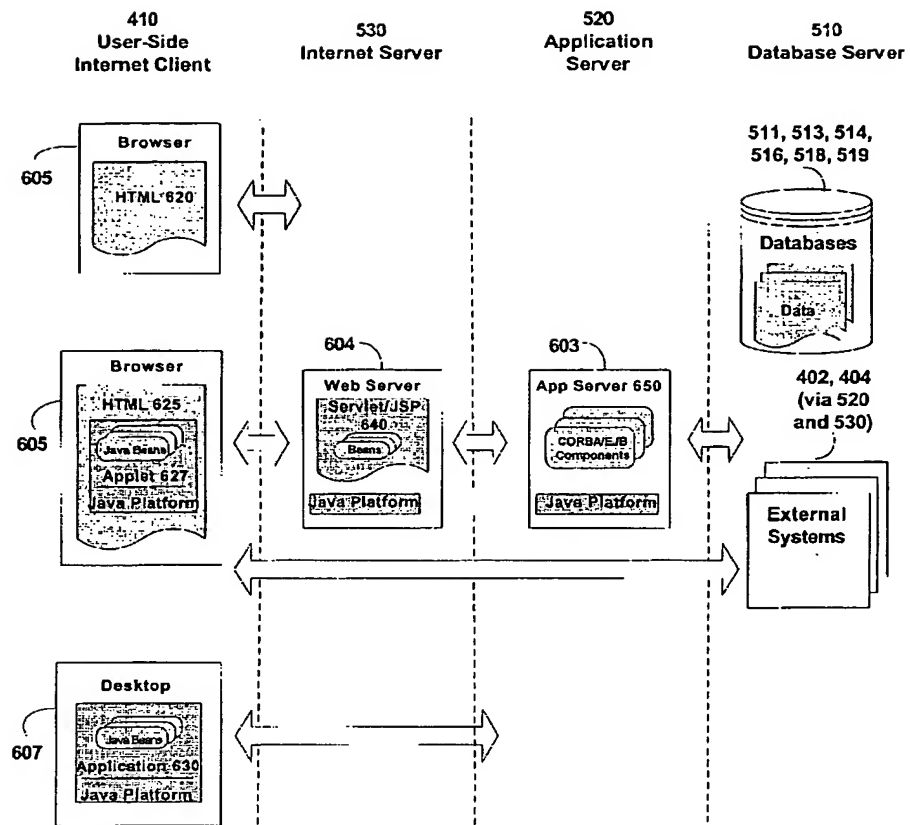 410
User-Side
Internet Client
530
Internet Server
520
Application
Server
510
Database Server
Browser
605
HTML 620
511, 513, 514,
516, 518, 519
Databases
Data
Browser
605
HTML 625
Java Beans
Applet 627
Java Platform
604
Web Server
Servlet/JSP
640
Beans
Java Platform
603
App Server 650
CORBA/EJB
Components
Java Platform
402, 404
(via 520
and 530)
External
Systems
Desktop
607
Java Beans
Application 630
Java Platform